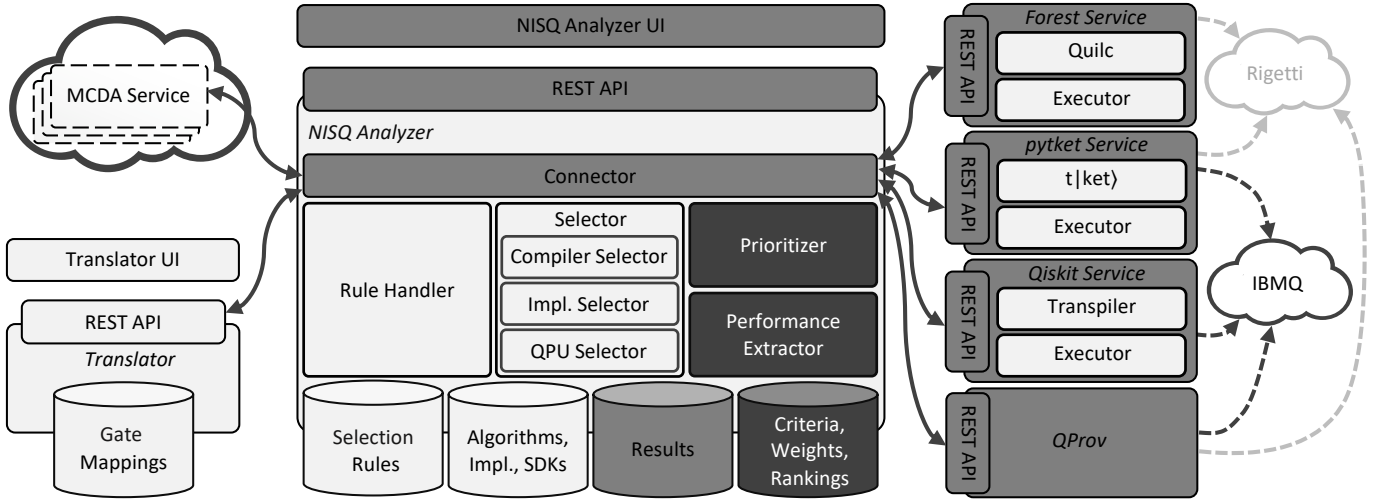 MCDA Service
Translator UI
REST API
Translator
Gate
Mappings
NISQ Analyzer UI
REST API
NISQ Analyzer
Connector
Rule Handler
Selector
Compiler Selector
Impl. Selector
QPU Selector
Prioritizer
Performance
Extractor
Selection
Rules
Algorithms,
Impl., SDKs
Results
Criteria,
Weights,
Rankings
REST API
Forest Service
Quilc
Executor
REST API
pytket Service
t|ket⟩
Executor
REST API
Qiskit Service
Transpiler
Executor
REST API
QProv
Rigetti
IBMQ